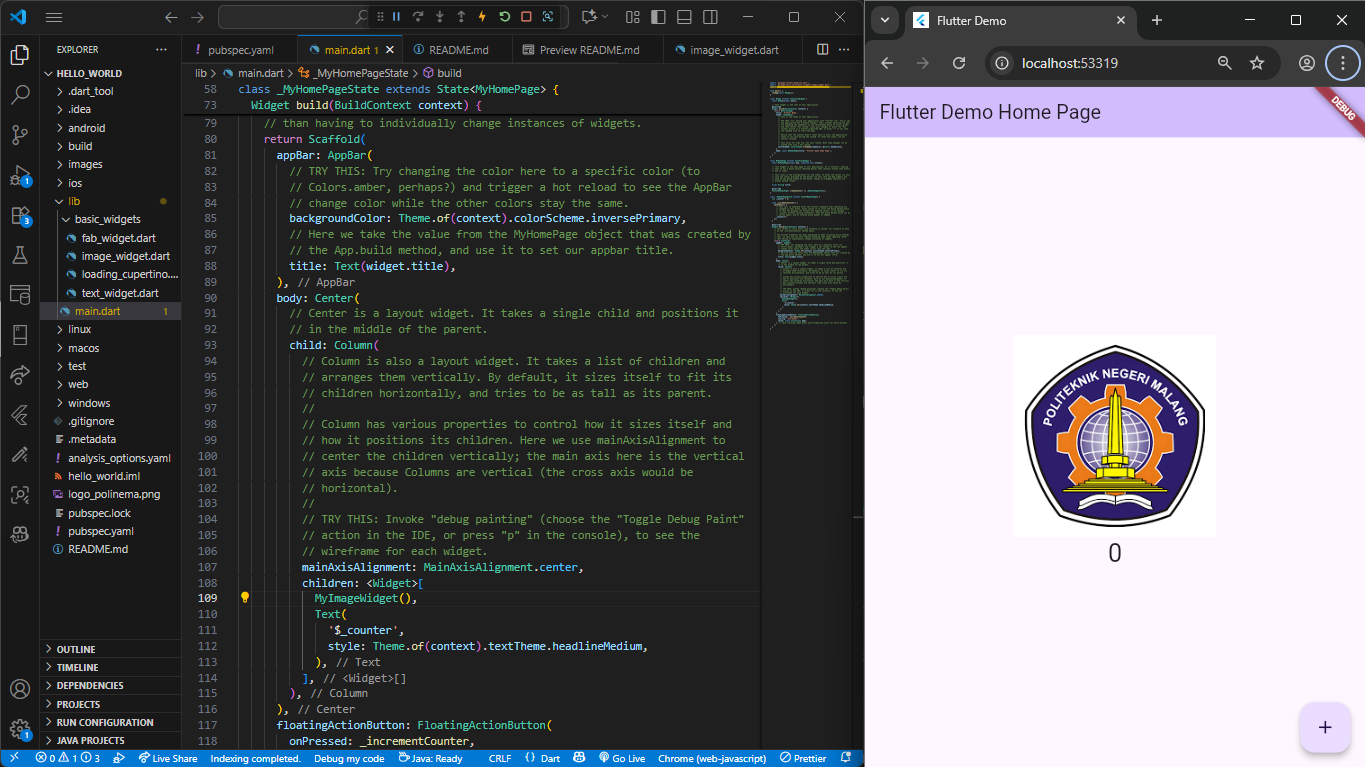 pubspec.yaml
main.dart 1
README.md
Preview README.md
image_widget.dart
lib > main.dart > _MyHomePageState > build
EXPLORER
HELLO_WORLD
.dart_tool
.idea
android
build
images
ios
lib
basic_widgets
fab_widget.dart
image_widget.dart
loading_cupertino....
text_widget.dart
main.dart 1
linux
macos
test
web
windows
.gitignore
.metadata
analysis_options.yaml
hello_world.iml
logo_polinema.png
pubspec.lock
pubspec.yaml
README.md
OUTLINE
TIMELINE
DEPENDENCIES
PROJECTS
RUN CONFIGURATION
JAVA PROJECTS
1
3
1
58 class _MyHomePageState extends State<MyHomePage> {
73 Widget build(BuildContext context) {
79 // than having to individually change instances of widgets.
80 return Scaffold(
81 appBar: AppBar(
82 // TRY THIS: Try changing the color here to a specific color (to
83 // Colors.amber, perhaps?) and trigger a hot reload to see the AppBar
84 // change color while the other colors stay the same.
85 backgroundColor: Theme.of(context).colorScheme.inversePrimary,
86 // Here we take the value from the MyHomePage object that was created by
87 // the App.build method, and use it to set our appbar title.
88 title: Text(widget.title),
89 ), // AppBar
90 body: Center(
91 // Center is a layout widget. It takes a single child and positions it
92 // in the middle of the parent.
93 child: Column(
94 // Column is also a layout widget. It takes a list of children and
95 // arranges them vertically. By default, it sizes itself to fit its
96 // children horizontally, and tries to be as tall as its parent.
97 //
98 // Column has various properties to control how it sizes itself and
99 // how it positions its children. Here we use mainAxisAlignment to
100 // center the children vertically; the main axis here is the vertical
101 // axis because Columns are vertical (the cross axis would be
102 // horizontal).
103 //
104 // TRY THIS: Invoke "debug painting" (choose the "Toggle Debug Paint"
105 // action in the IDE, or press "p" in the console), to see the
106 // wireframe for each widget.
107 mainAxisAlignment: MainAxisAlignment.center,
108 children: <Widget>[
109 MyImageWidget(),
110 Text(
111 '$_counter',
112 style: Theme.of(context).textTheme.headlineMedium,
113 ), // Text
114 ], // <Widget>[]
115 ), // Column
116 ), // Center
117 floatingActionButton: FloatingActionButton(
118 onPressed: _incrementCounter,
0 1 3 Live Share Indexing completed. Debug my code Java: Ready CRLF {} Dart Go Live Chrome (web-javascript) Prettier
Flutter Demo
localhost:53319
Flutter Demo Home Page
DEBUG
POLITEKNIK NEGERI MALANG
0
+